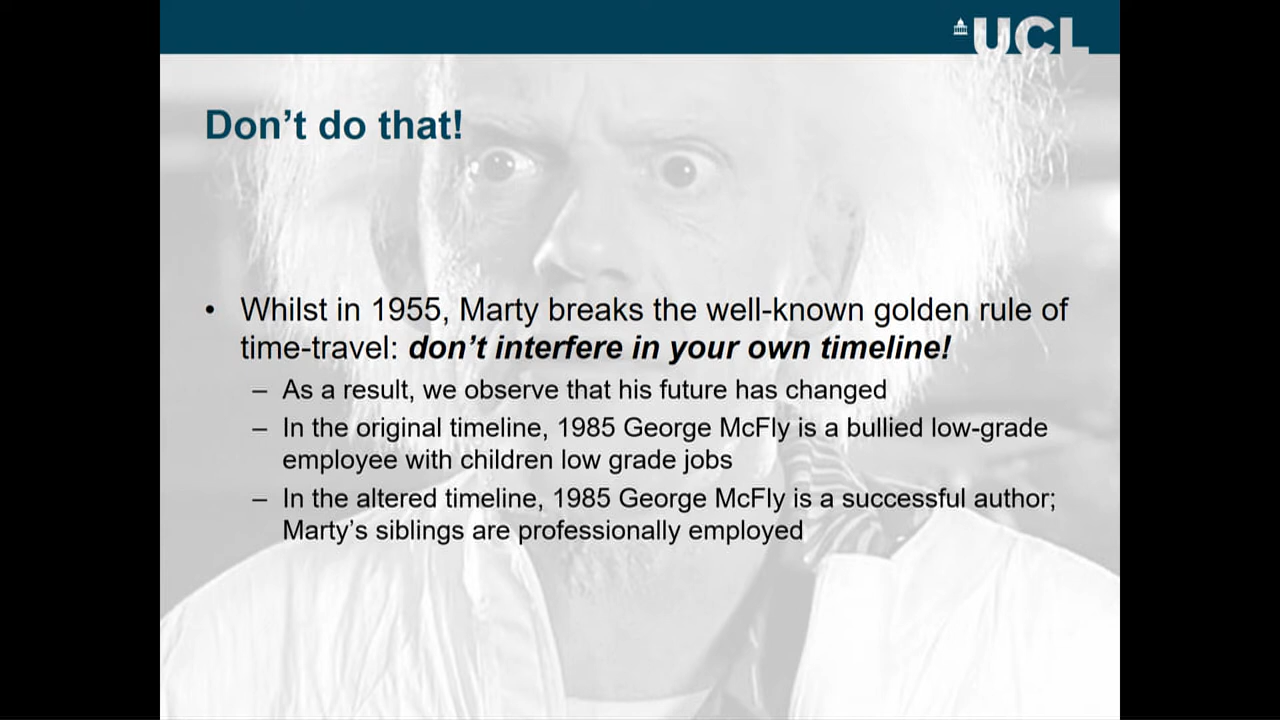 UCL
Don't do that!
• Whilst in 1955, Marty breaks the well-known golden rule of
time-travel: don't interfere in your own timeline!
– As a result, we observe that his future has changed
– In the original timeline, 1985 George McFly is a bullied low-grade
employee with children low grade jobs
– In the altered timeline, 1985 George McFly is a successful author;
Marty's siblings are professionally employed